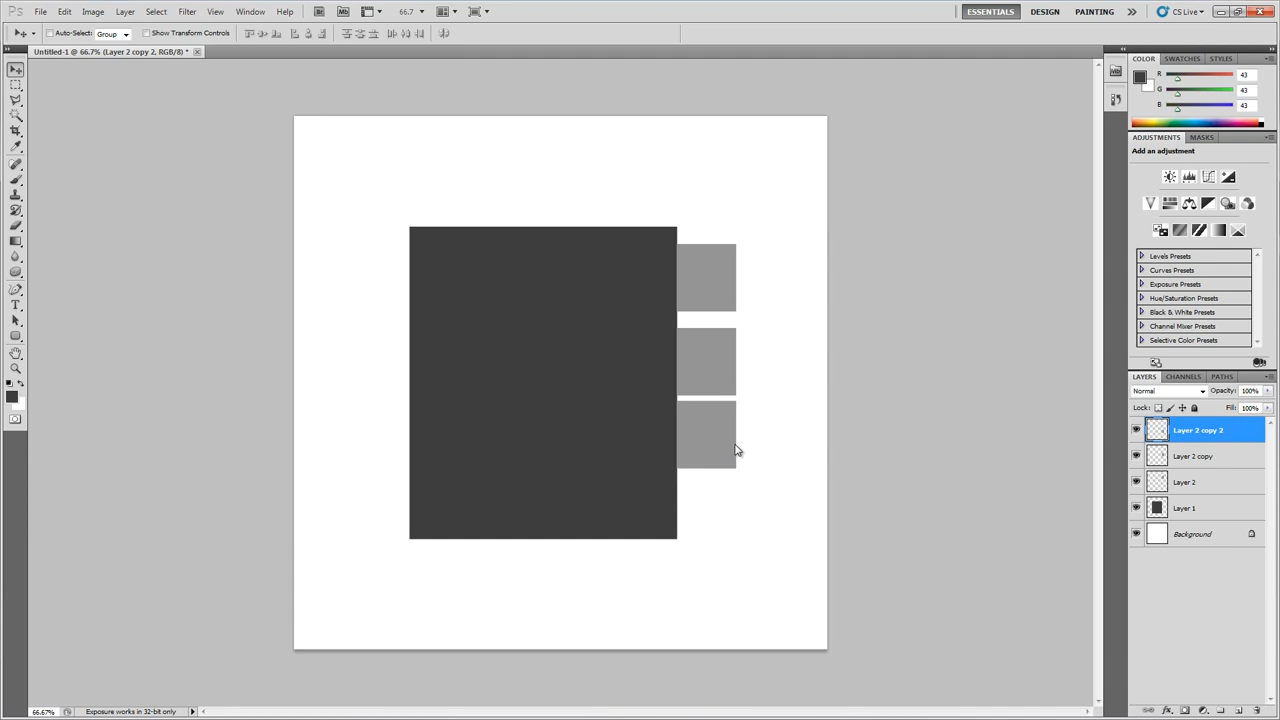 Ps File Edit Image Layer Select Filter Analysis 3D View Window Help Mb 66.7 ESSENTIALS DESIGN PAINTING CS Live
Auto-Select: Group Show Transform Controls
Untitled-1 @ 66.7% (Layer 2 copy 2, RGB/8) *
COLOR SWATCHES STYLES
R 43
G 43
B 43
ADJUSTMENTS MASKS
Add an adjustment
Levels Presets
Curves Presets
Exposure Presets
Hue/Saturation Presets
Black & White Presets
Channel Mixer Presets
Selective Color Presets
LAYERS CHANNELS PATHS
Normal Opacity: 100%
Lock: Fill: 100%
Layer 2 copy 2
Layer 2 copy
Layer 2
Layer 1
Background
66.67% Exposure works in 32-bit only